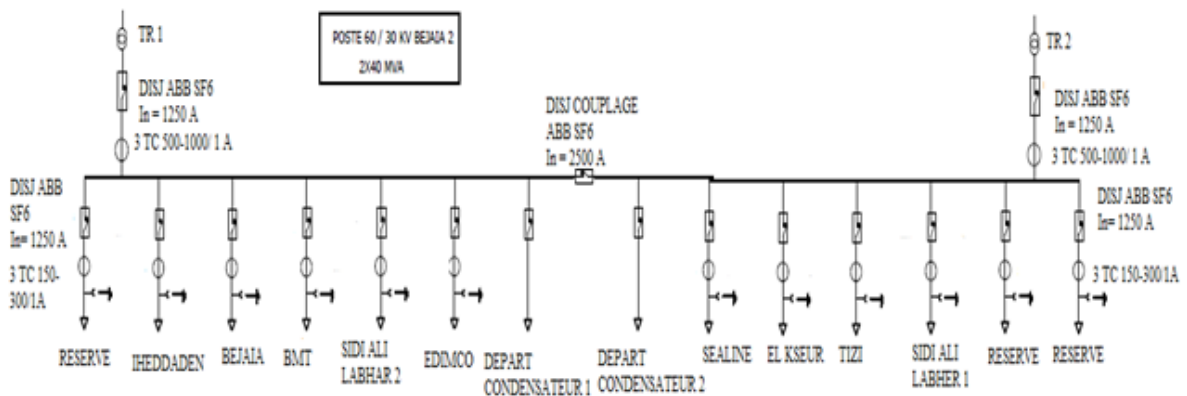 TR 1
POSTE 60 / 30 KV BEJAIA 2
2X40 MVA
TR 2
DISJ ABB SF6
In = 1250 A
3 TC 500-1000/ 1 A
DISJ COUPLAGE
ABB SF6
In = 2500 A
DISJ ABB SF6
In = 1250 A
3 TC 500-1000/ 1 A
DISJ ABB
SF6
In= 1250 A
3 TC 150-
300/1A
DISJ ABB SF6
In= 1250 A
3 TC 150-300/1A
RESERVE
IHEDDADEN
BEJAIA
BMT
SIDI ALI
LABHAR 2
EDIMCO
DEPART
CONDENSATEUR 1
DEPART
CONDENSATEUR 2
SEALINE
EL KSEUR
TIZI
SIDI ALI
LABHER 1
RESERVE
RESERVE